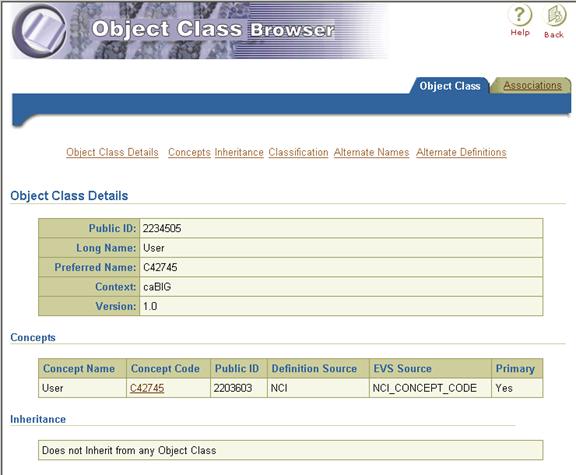 Object Class Browser
Help Back
Object Class Associations
Object Class Details Concepts Inheritance Classification Alternate Names Alternate Definitions
Object Class Details
Public ID: 2234505
Long Name: User
Preferred Name: C42745
Context: caBIG
Version: 1.0
Concepts
Concept Name Concept Code Public ID Definition Source EVS Source Primary
User C42745 2203603 NCI NCI_CONCEPT_CODE Yes
Inheritance
Does not Inherit from any Object Class